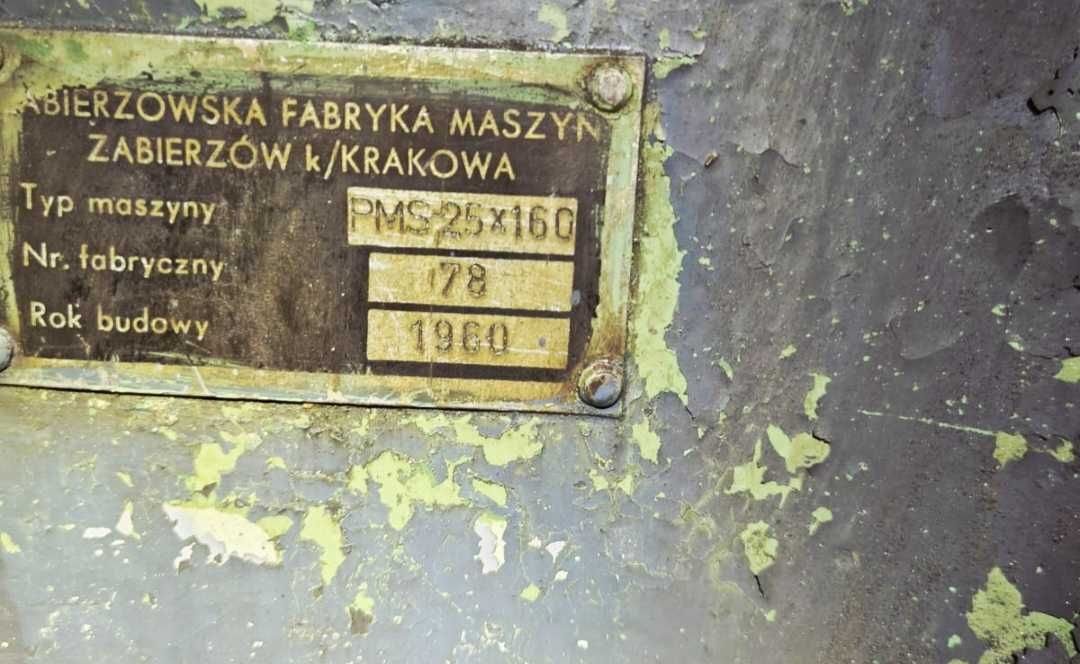 ABIERZOWSKA FABRYKA MASZYN
ZABIERZÓW k/KRAKOWA
Typ maszyny PMS-25x160
Nr. fabryczny 78
Rok budowy 1960